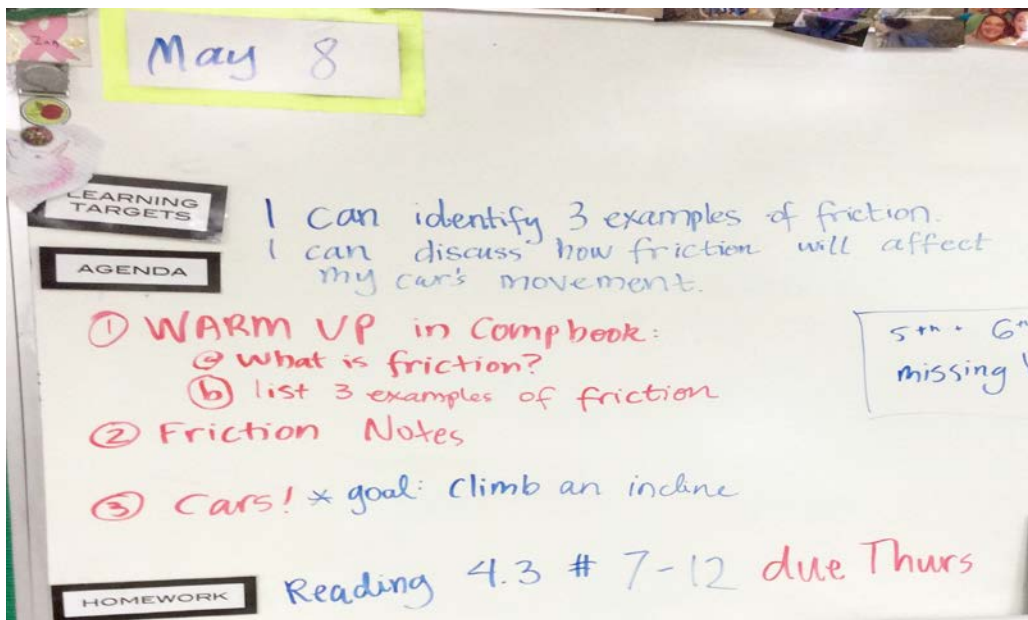 May 8
LEARNING TARGETS
I can identify 3 examples of friction.
I can discuss how friction will affect
my car's movement.
AGENDA
① WARM UP in Compbook:
ⓐ What is friction?
ⓑ list 3 examples of friction
② Friction Notes
③ Cars! * goal: Climb an incline
5th + 6th
missing
HOMEWORK
Reading 4.3 # 7-12 due Thurs